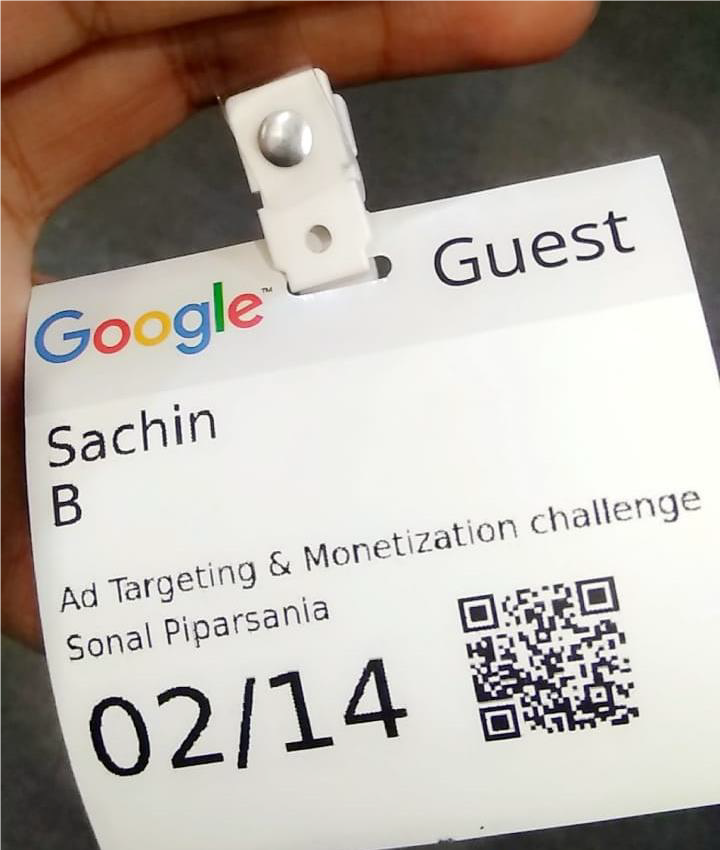 Google™ Guest
Sachin
B
Ad Targeting & Monetization challenge
Sonal Piparsania
02/14